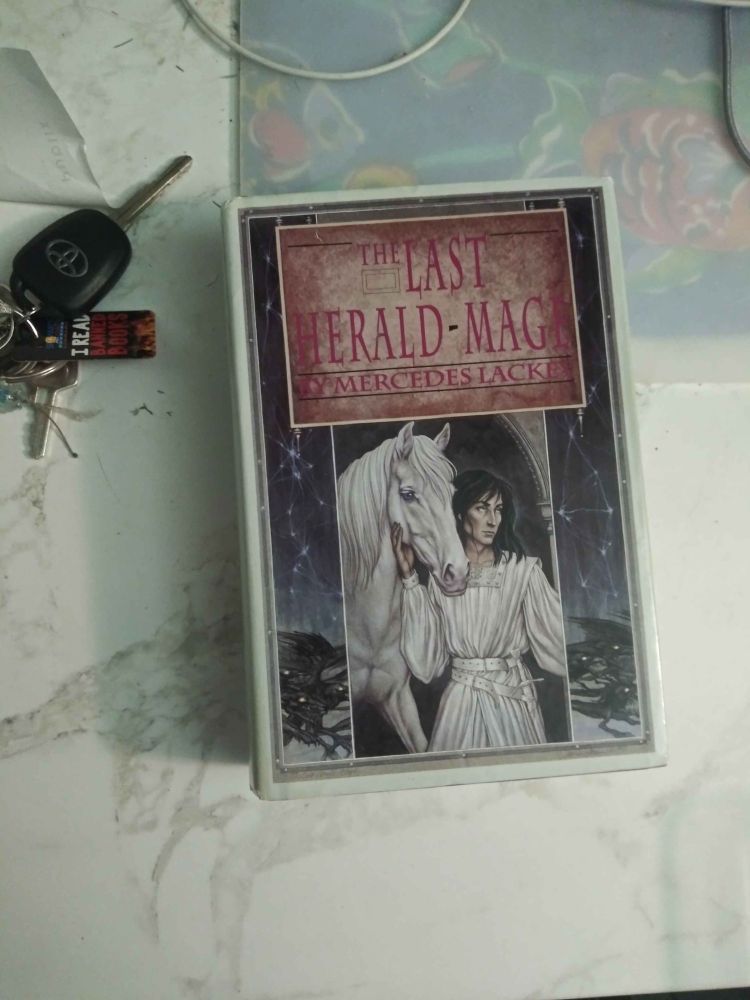 THE LAST
HERALD-MAGE
BY MERCEDES LACKEY
I READ
BANNED
BOOKS